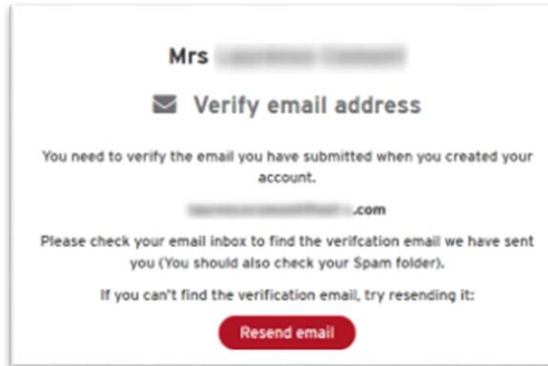 Mrs
Verify email address
You need to verify the email you have submitted when you created your
account.
.com
Please check your email inbox to find the verifcation email we have sent
you (You should also check your Spam folder).
If you can't find the verification email, try resending it:
Resend email